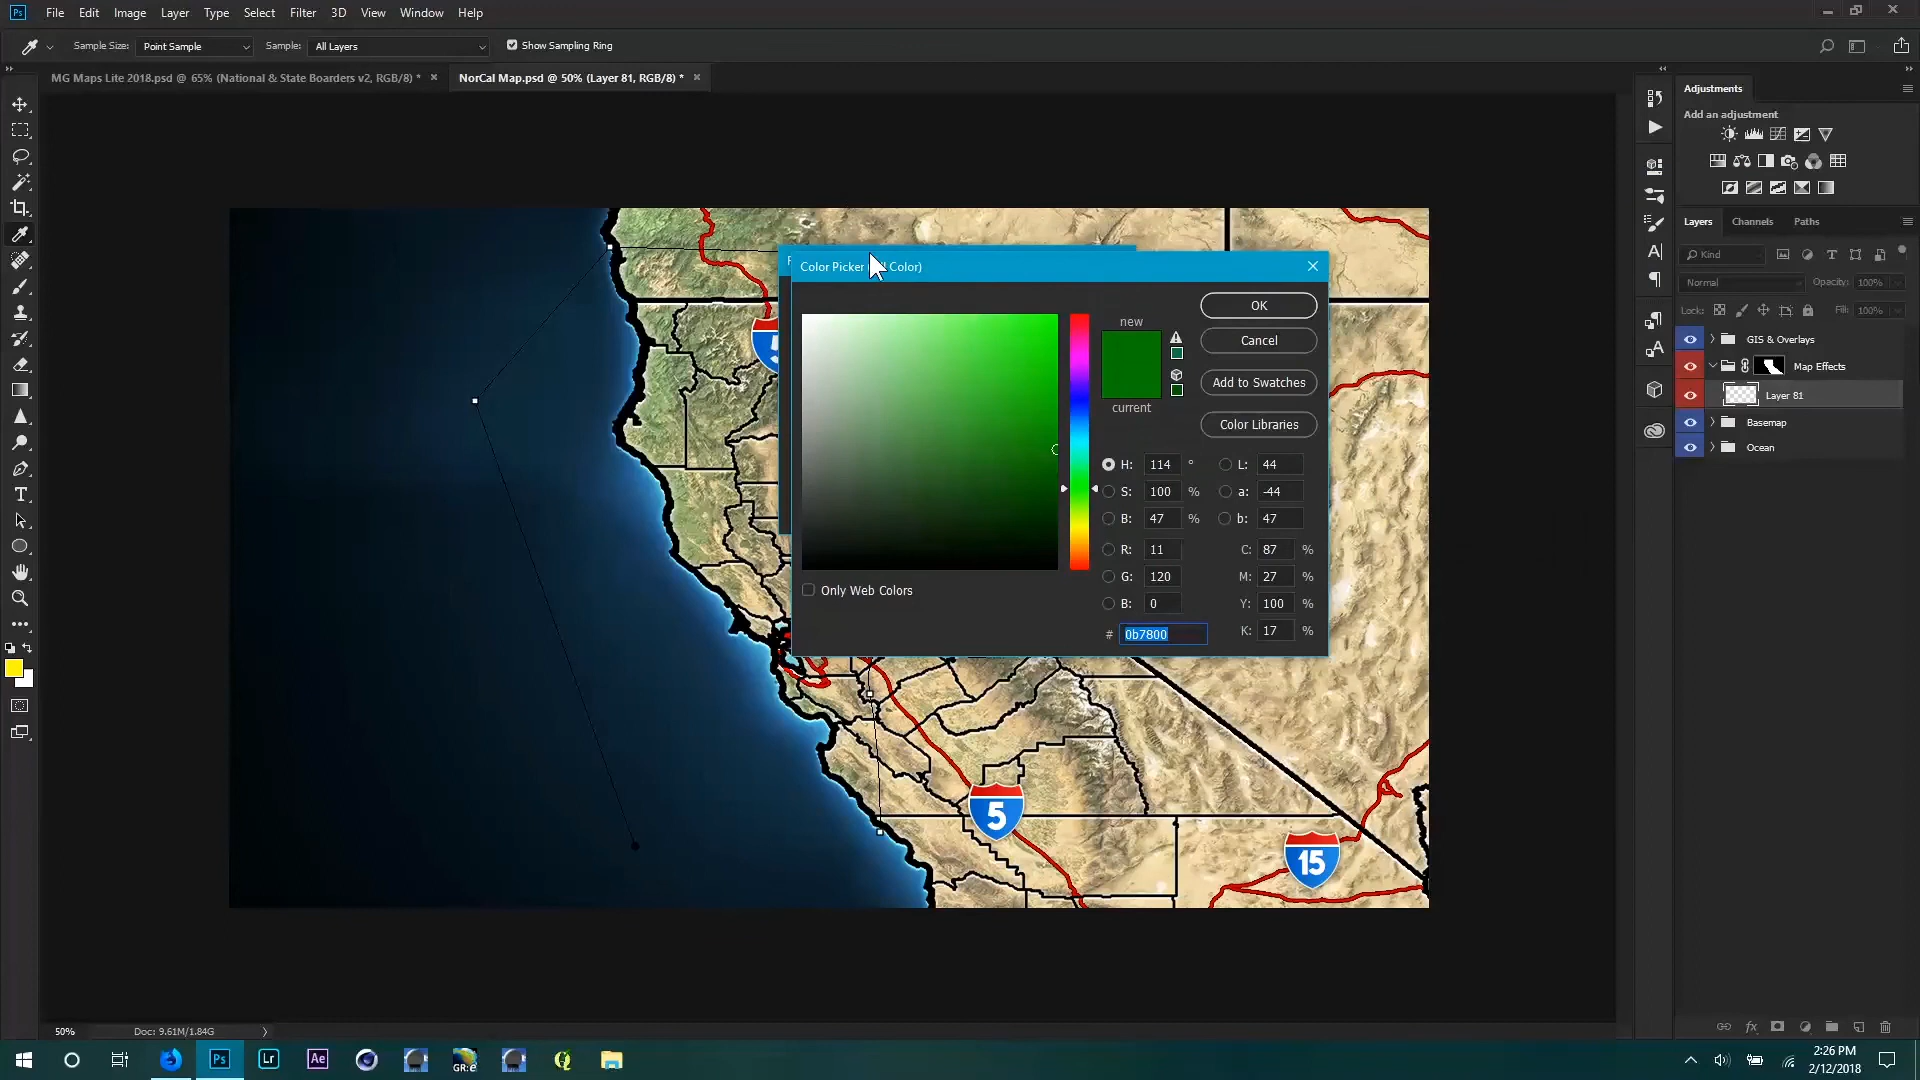 Ps File Edit Image Layer Type Select Filter 3D View Window Help
Sample Size: Point Sample Sample: All Layers Show Sampling Ring
MG Maps Lite 2018.psd @ 65% (National & State Boarders v2, RGB/8) * × NorCal Map.psd @ 50% (Layer 81, RGB/8) * ×
Adjustments
Add an adjustment
Layers Channels Paths
Kind
Normal Opacity: 100%
Lock: Fill: 100%
GIS & Overlays
Map Effects
Layer 81
Basemap
Ocean
Color Picker Color)
new
current
OK
Cancel
Add to Swatches
Color Libraries
H: 114 ° L: 44
S: 100 % a: -44
B: 47 % b: 47
R: 11 C: 87 %
G: 120 M: 27 %
B: 0 Y: 100 %
# 0b7800 K: 17 %
Only Web Colors
5
15
50% Doc: 9.61M/1.84G
Ps Lr Ae GR:e
2:26 PM
2/12/2018